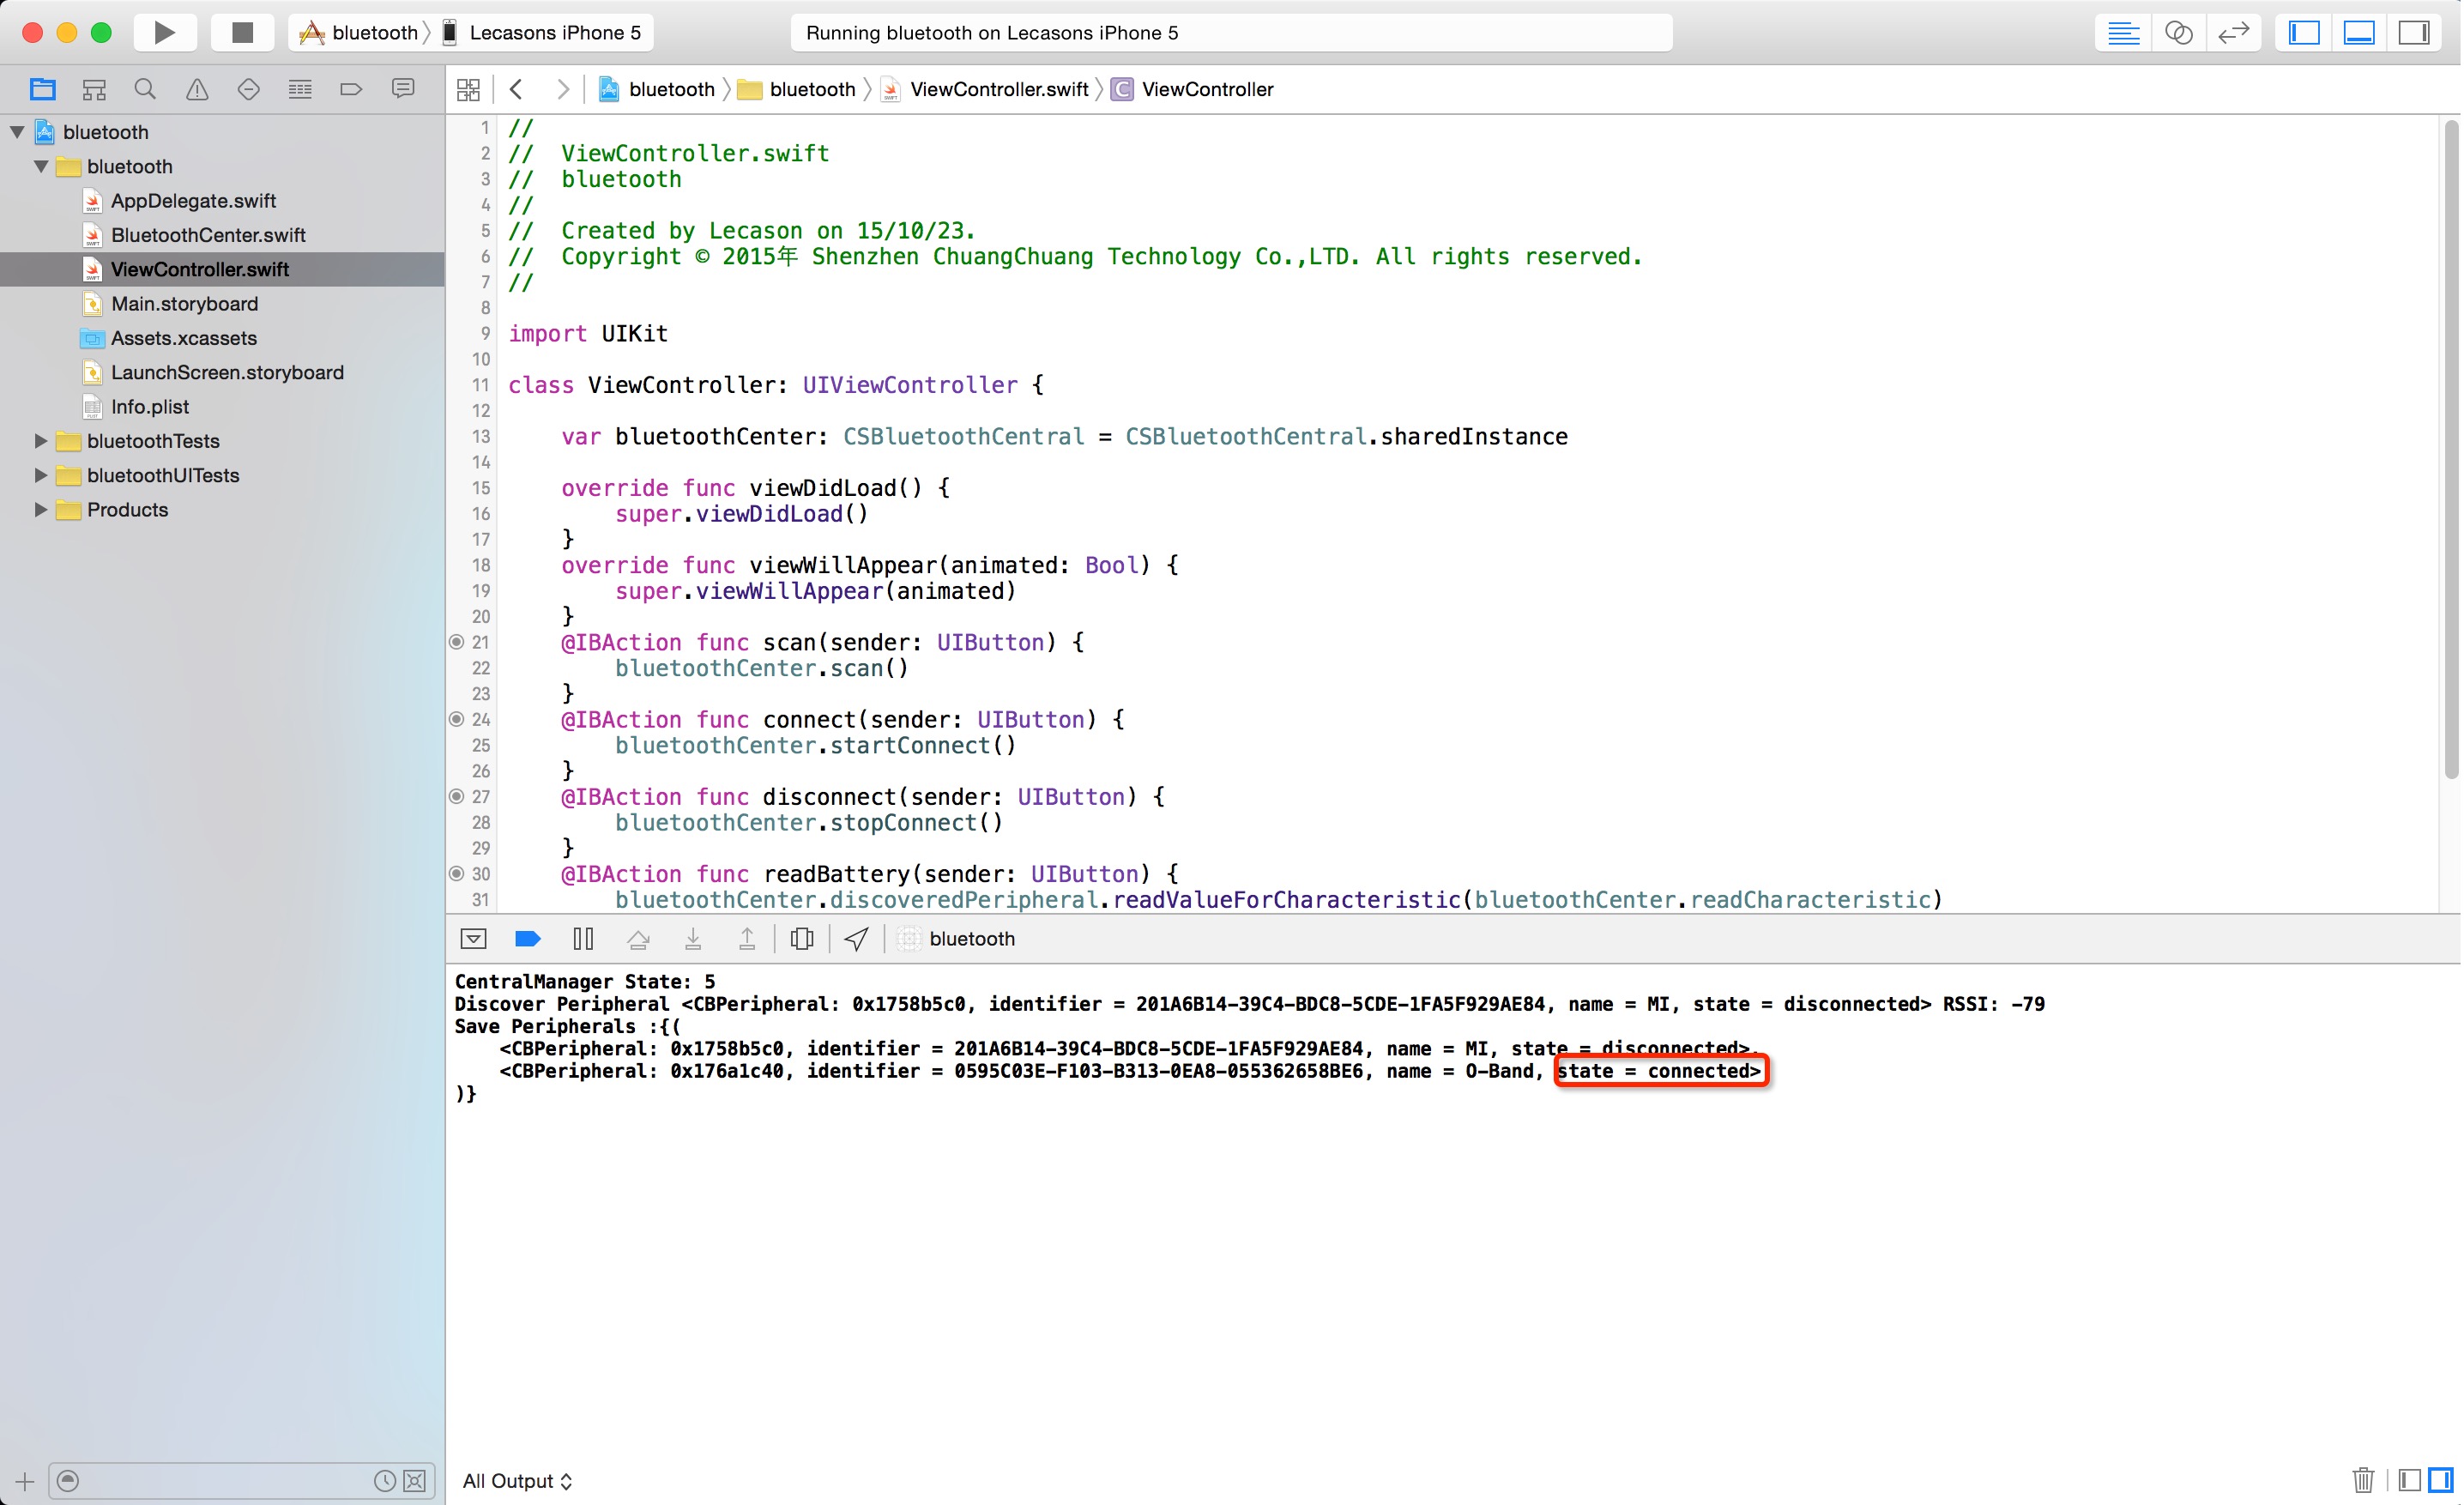 bluetooth
Lecasons iPhone 5
Running bluetooth on Lecasons iPhone 5
bluetooth
bluetooth
ViewController.swift
C
ViewController
bluetooth
bluetooth
AppDelegate.swift
BluetoothCenter.swift
ViewController.swift
Main.storyboard
Assets.xcassets
LaunchScreen.storyboard
Info.plist
bluetoothTests
bluetoothUITests
Products
1 //
2 //  ViewController.swift
3 //  bluetooth
4 //
5 //  Created by Lecason on 15/10/23.
6 //  Copyright © 2015年 Shenzhen ChuangChuang Technology Co.,LTD. All rights reserved.
7 //
8
9 import UIKit
10
11 class ViewController: UIViewController {
12
13     var bluetoothCenter: CSBluetoothCentral = CSBluetoothCentral.sharedInstance
14
15     override func viewDidLoad() {
16         super.viewDidLoad()
17     }
18     override func viewWillAppear(animated: Bool) {
19         super.viewWillAppear(animated)
20     }
21     @IBAction func scan(sender: UIButton) {
22         bluetoothCenter.scan()
23     }
24     @IBAction func connect(sender: UIButton) {
25         bluetoothCenter.startConnect()
26     }
27     @IBAction func disconnect(sender: UIButton) {
28         bluetoothCenter.stopConnect()
29     }
30     @IBAction func readBattery(sender: UIButton) {
31         bluetoothCenter.discoveredPeripheral.readValueForCharacteristic(bluetoothCenter.readCharacteristic)
bluetooth
CentralManager State: 5
Discover Peripheral <CBPeripheral: 0x1758b5c0, identifier = 201A6B14-39C4-BDC8-5CDE-1FA5F929AE84, name = MI, state = disconnected> RSSI: -79
Save Peripherals :{(
    <CBPeripheral: 0x1758b5c0, identifier = 201A6B14-39C4-BDC8-5CDE-1FA5F929AE84, name = MI, state = disconnected>,
    <CBPeripheral: 0x176a1c40, identifier = 0595C03E-F103-B313-0EA8-055362658BE6, name = O-Band, state = connected>
)}
All Output